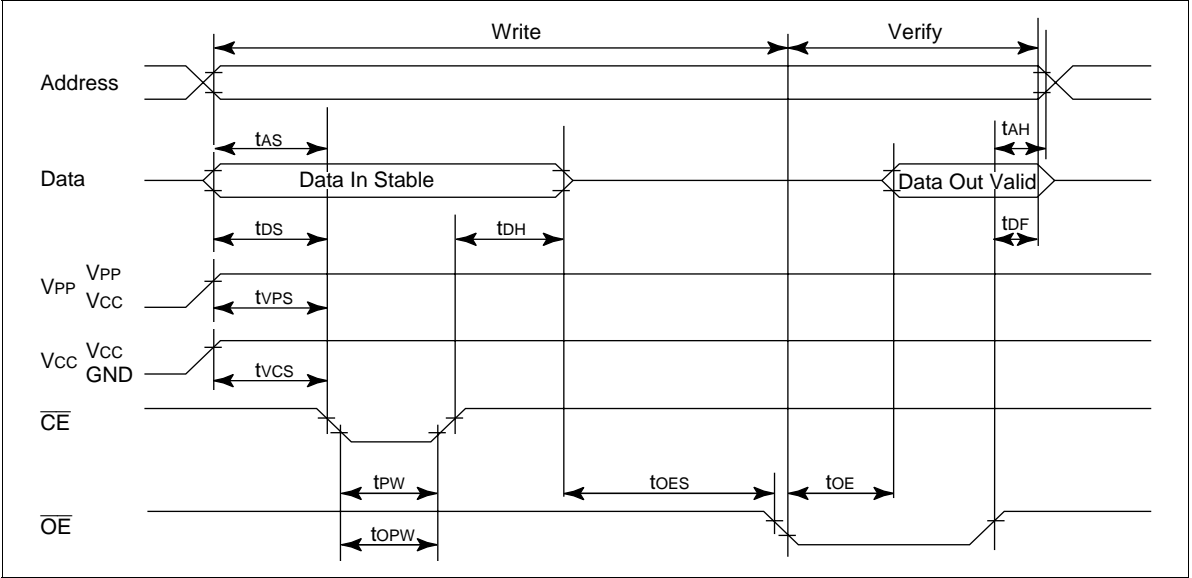 Write Verify
Address
tAS tAH
Data Data In Stable Data Out Valid
tDS tDH tDF
VPP VPP
VCC
tVPS
VCC VCC
GND
tVCS
CE
tPW tOES tOE
OE
tOPW